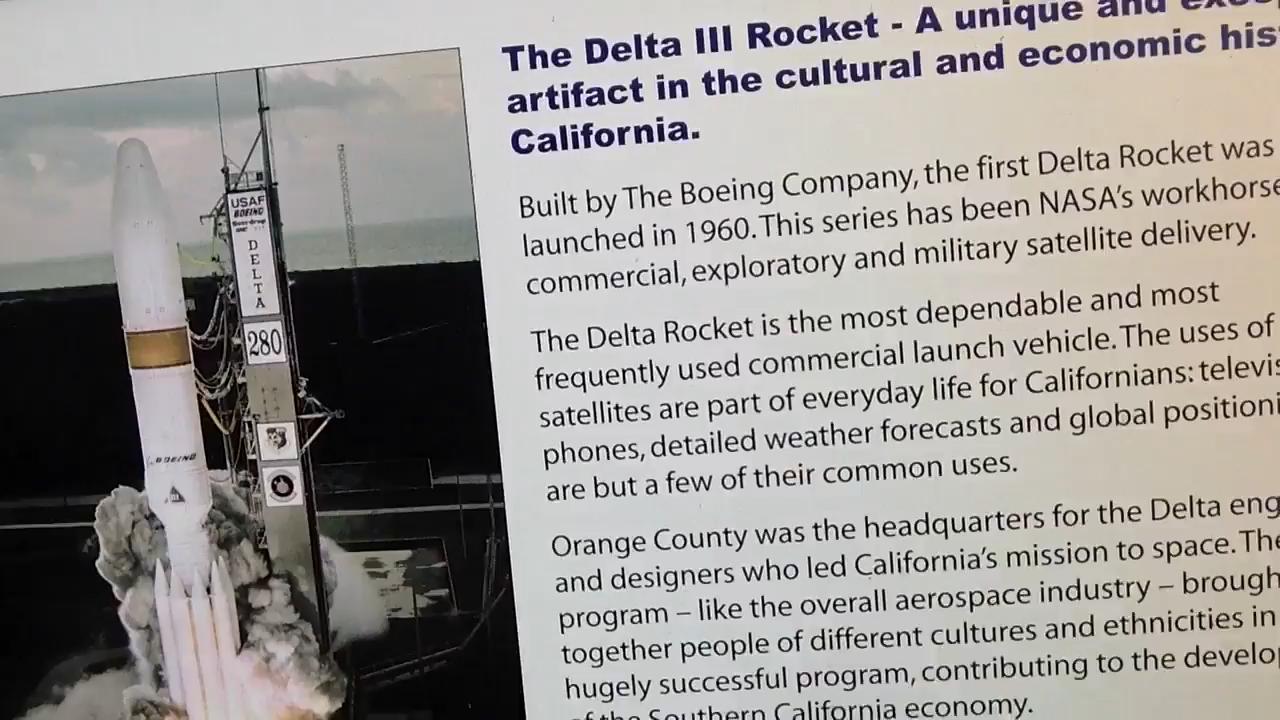 The Delta III Rocket - A unique and
artifact in the cultural and economic
California.
Built by The Boeing Company, the first Delta Rocket was
launched in 1960. This series has been NASA's workhorse
commercial, exploratory and military satellite delivery.
The Delta Rocket is the most dependable and most
frequently used commercial launch vehicle. The uses of
satellites are part of everyday life for Californians:
phones, detailed weather forecasts and global
are but a few of their common uses.
Orange County was the headquarters for the Delta
and designers who led California's mission to space. The
program – like the overall aerospace industry –
together people of different cultures and ethnicities in
hugely successful program, contributing to the
of the Southern California economy.
USAF
BOEING
DELTA
280
BOEING
III